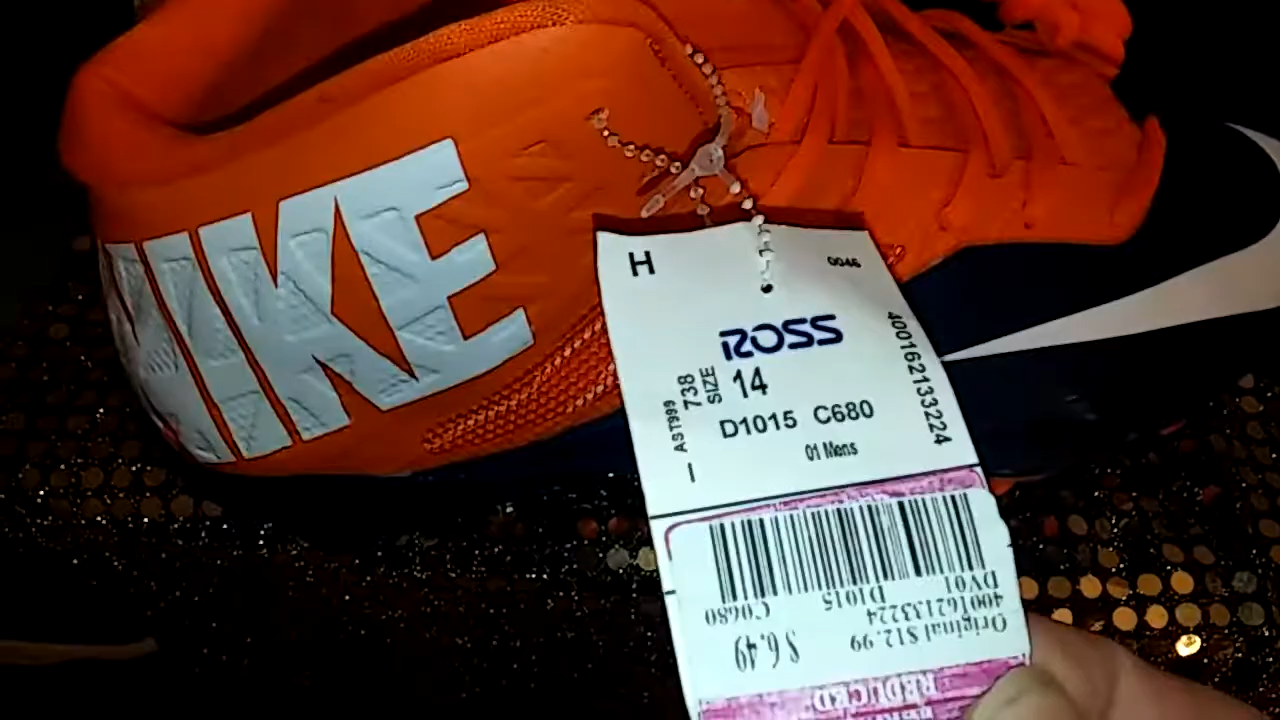 NIKE
H
0046
ROSS
AST999
738
SIZE
14
D1015 C680
01 Mens
400162133224
I
REDUCED
$6.49
Original $12.99
400162133224
C0680 D1015 DV01